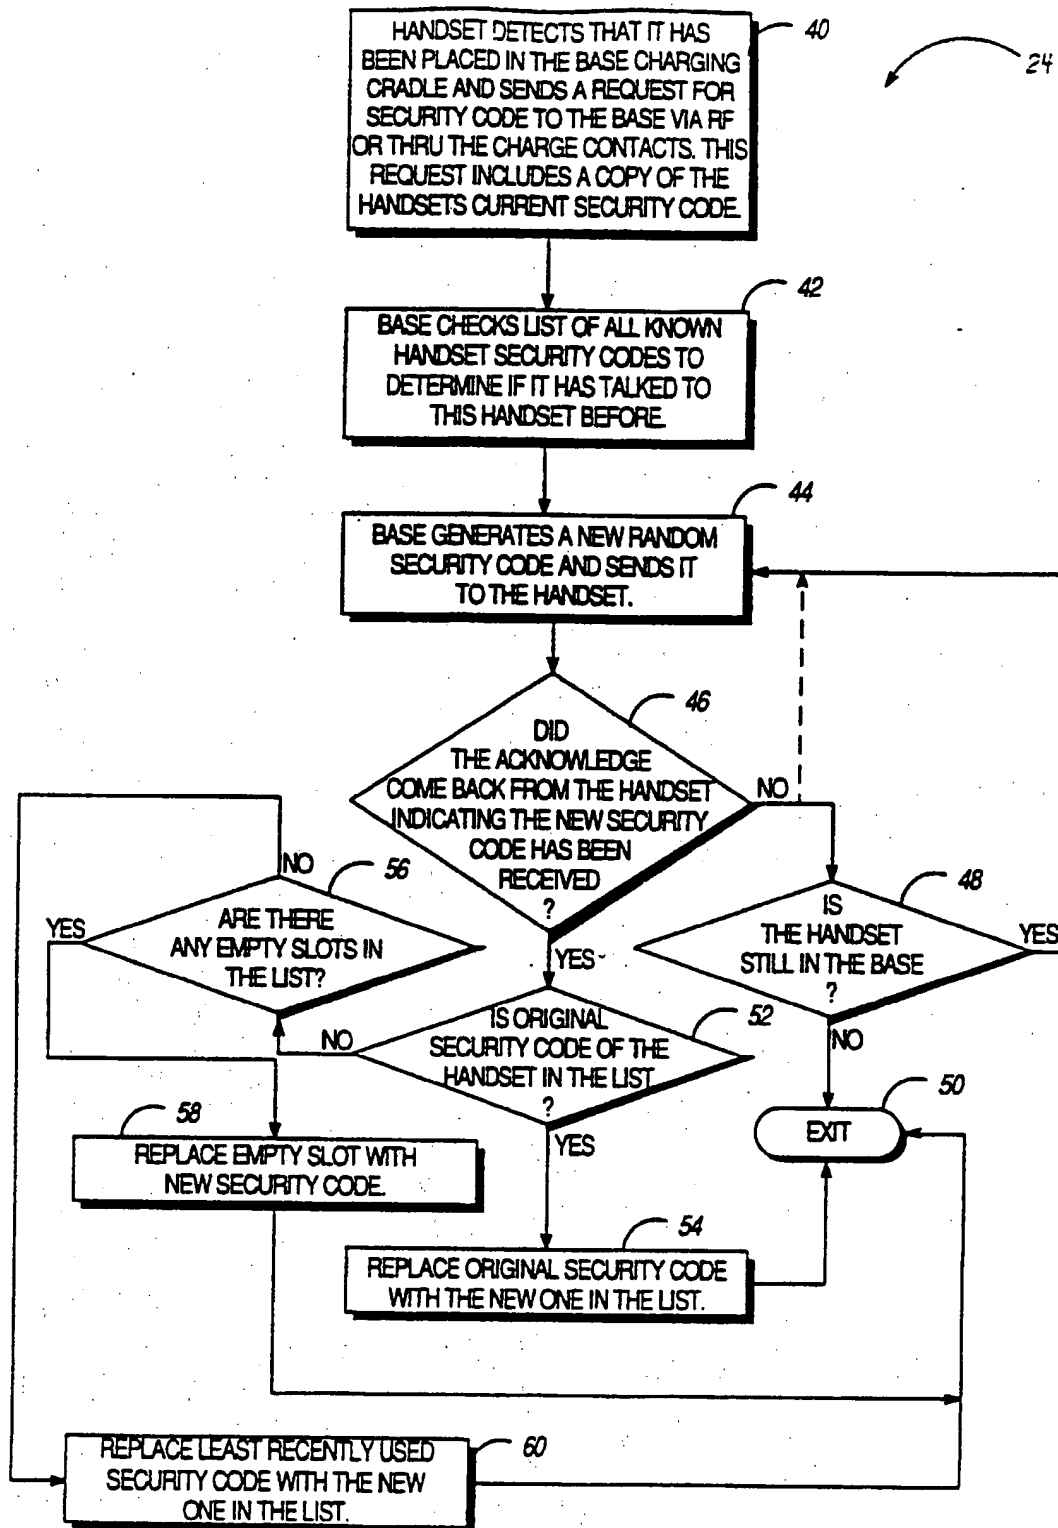 HANDSET DETECTS THAT IT HAS
BEEN PLACED IN THE BASE CHARGING
CRADLE AND SENDS A REQUEST FOR
SECURITY CODE TO THE BASE VIA RF
OR THRU THE CHARGE CONTACTS. THIS
REQUEST INCLUDES A COPY OF THE
HANDSETS CURRENT SECURITY CODE.
40
24
42
BASE CHECKS LIST OF ALL KNOWN
HANDSET SECURITY CODES TO
DETERMINE IF IT HAS TALKED TO
THIS HANDSET BEFORE.
44
BASE GENERATES A NEW RANDOM
SECURITY CODE AND SENDS IT
TO THE HANDSET.
46
DID
THE ACKNOWLEDGE
COME BACK FROM THE HANDSET
INDICATING THE NEW SECURITY
CODE HAS BEEN
RECEIVED
?
NO
YES
48
IS
THE HANDSET
STILL IN THE BASE
?
YES
NO
NO
56
YES
ARE THERE
ANY EMPTY SLOTS IN
THE LIST?
52
IS ORIGINAL
SECURITY CODE OF THE
HANDSET IN THE LIST
?
NO
YES
50
EXIT
58
REPLACE EMPTY SLOT WITH
NEW SECURITY CODE.
54
REPLACE ORIGINAL SECURITY CODE
WITH THE NEW ONE IN THE LIST.
60
REPLACE LEAST RECENTLY USED
SECURITY CODE WITH THE NEW
ONE IN THE LIST.